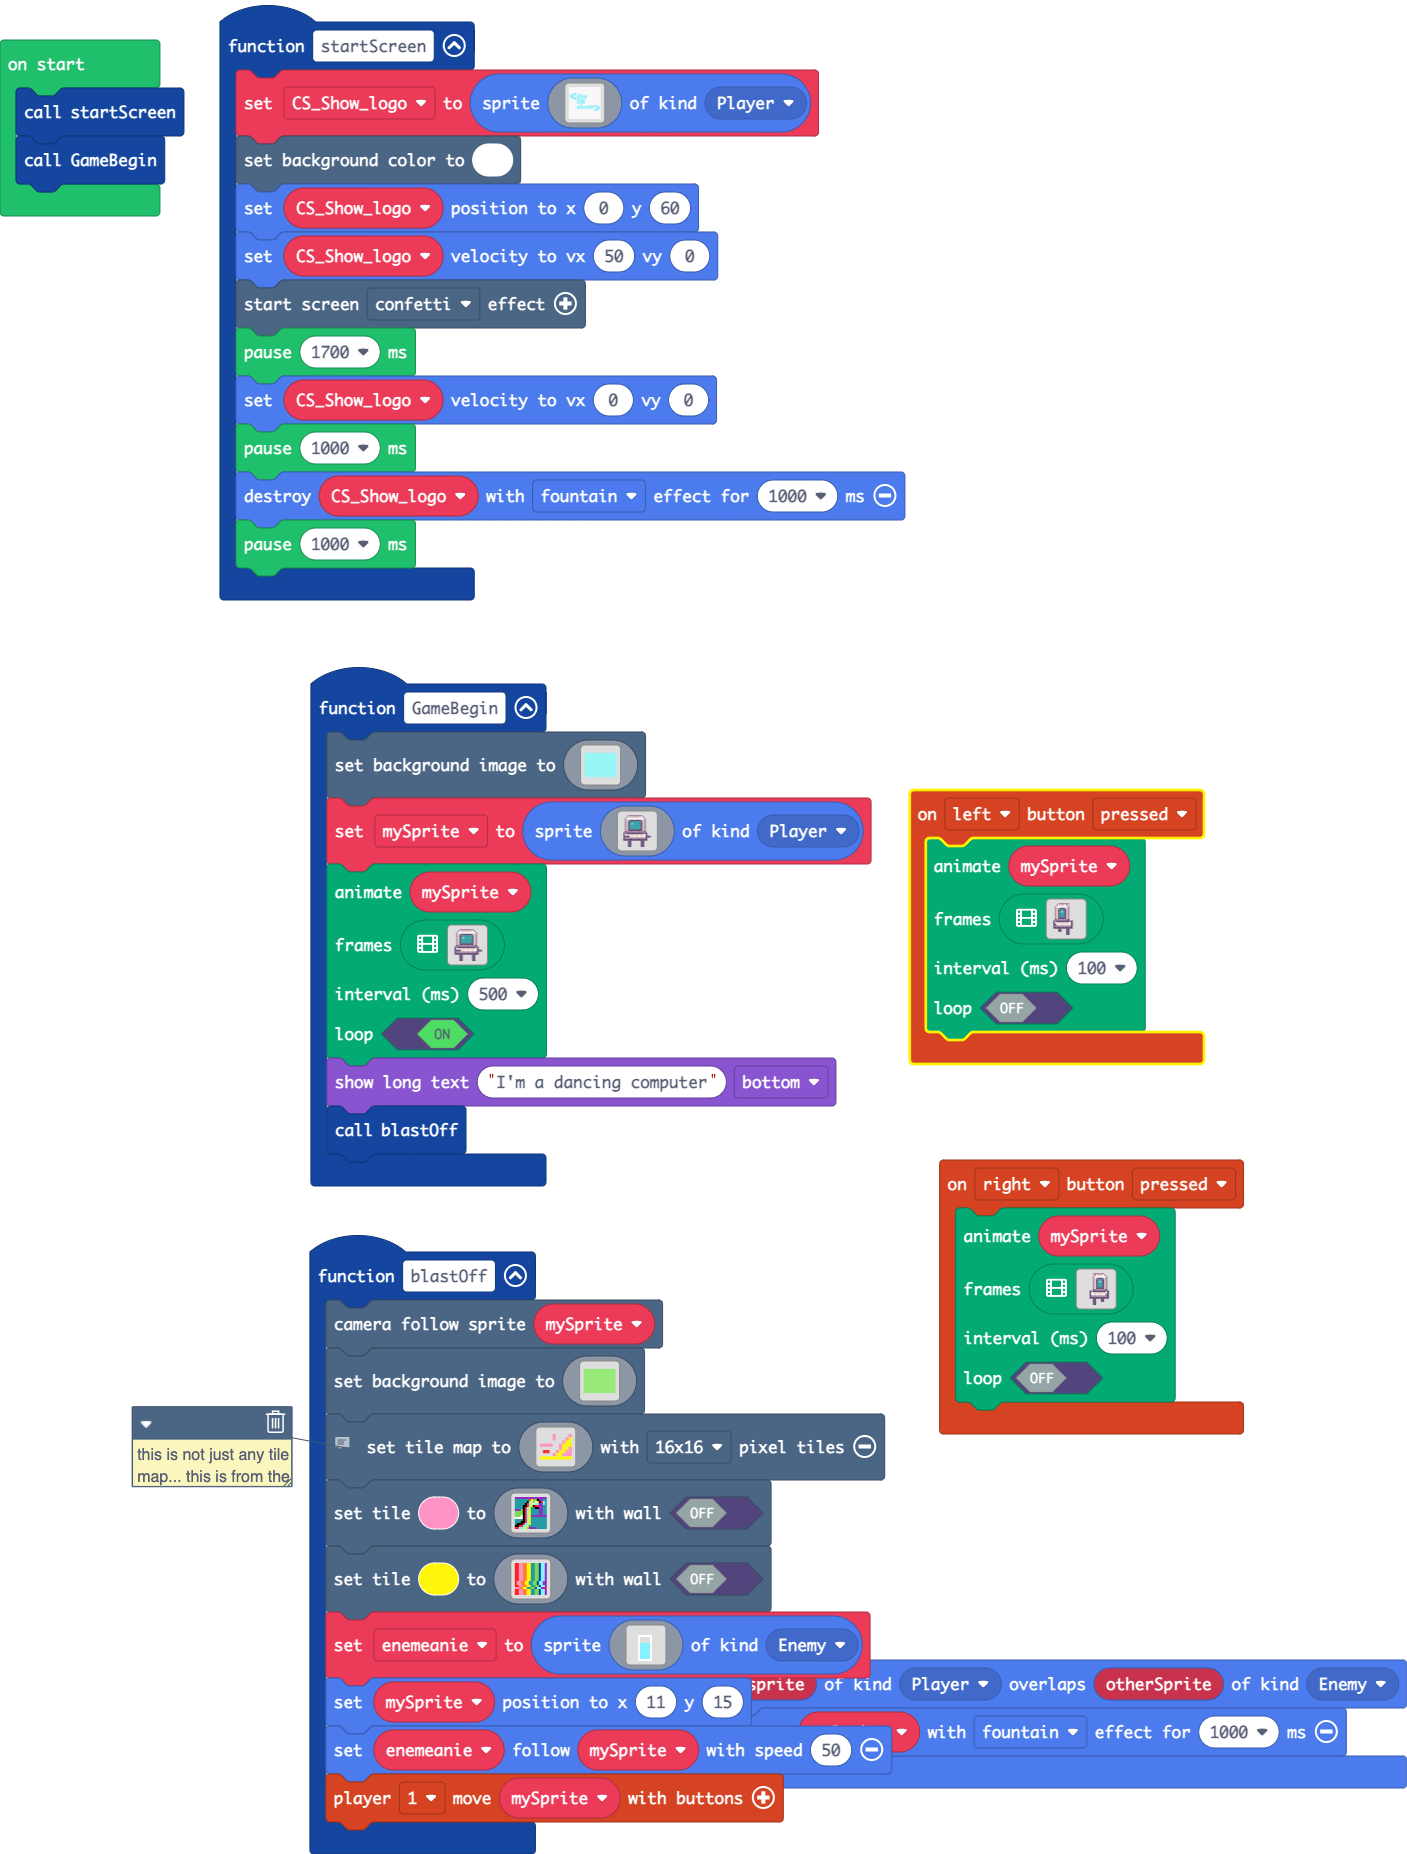 on start
call startScreen
call GameBegin
function startScreen
set CS_Show_logo to sprite of kind Player
set background color to
set CS_Show_logo position to x 0 y 60
set CS_Show_logo velocity to vx 50 vy 0
start screen confetti effect
pause 1700 ms
set CS_Show_logo velocity to vx 0 vy 0
pause 1000 ms
destroy CS_Show_logo with fountain effect for 1000 ms
pause 1000 ms
function GameBegin
set background image to
set mySprite to sprite of kind Player
animate mySprite
frames
interval (ms) 500
loop ON
show long text "I'm a dancing computer" bottom
call blastOff
on left button pressed
animate mySprite
frames
interval (ms) 100
loop OFF
on right button pressed
animate mySprite
frames
interval (ms) 100
loop OFF
function blastOff
camera follow sprite mySprite
set background image to
this is not just any tile
map... this is from the
set tile map to with 16x16 pixel tiles
set tile to with wall OFF
set tile to with wall OFF
set enemeanie to sprite of kind Enemy
sprite of kind Player overlaps otherSprite of kind Enemy
set mySprite position to x 11 y 15
with fountain effect for 1000 ms
set enemeanie follow mySprite with speed 50
player 1 move mySprite with buttons